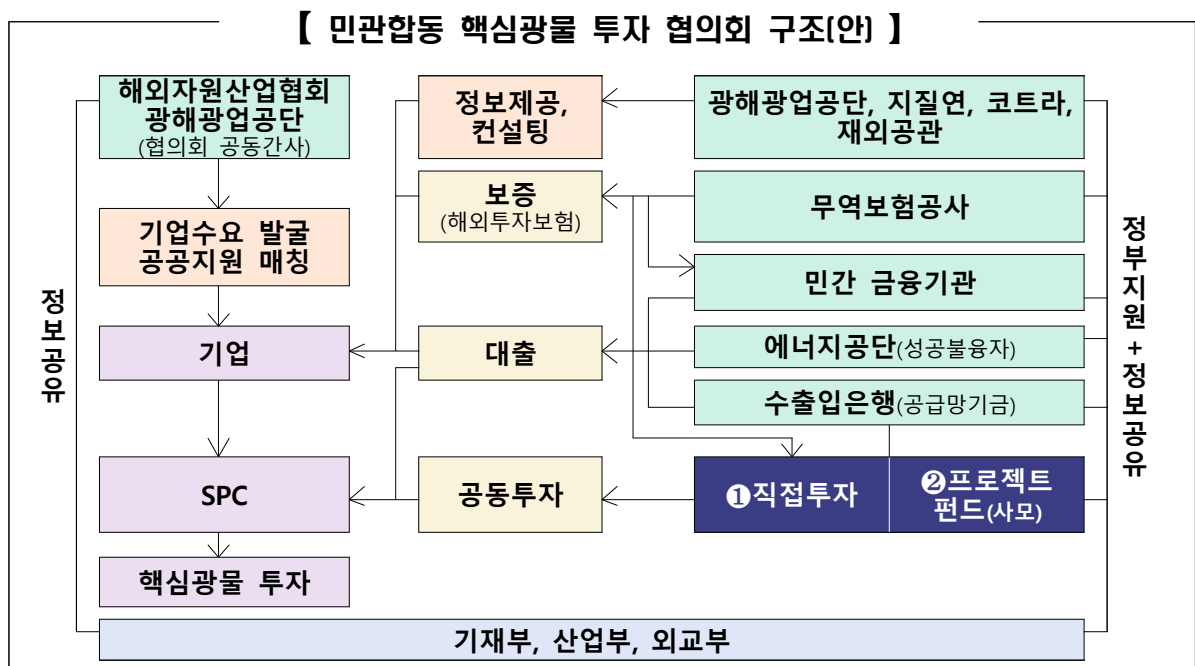 【 민관합동 핵심광물 투자 협의회 구조(안) 】
해외자원산업협회
광해광업공단
(협의회 공동간사)
정보제공,
컨설팅
광해광업공단, 지질연, 코트라,
재외공관
보증
(해외투자보험)
무역보험공사
기업수요 발굴
공공지원 매칭
민간 금융기관
정보공유
정부지원 + 정보공유
기업
대출
에너지공단(성공불융자)
수출입은행(공급망기금)
SPC
공동투자
❶직접투자
❷프로젝트
펀드(사모)
핵심광물 투자
기재부, 산업부, 외교부